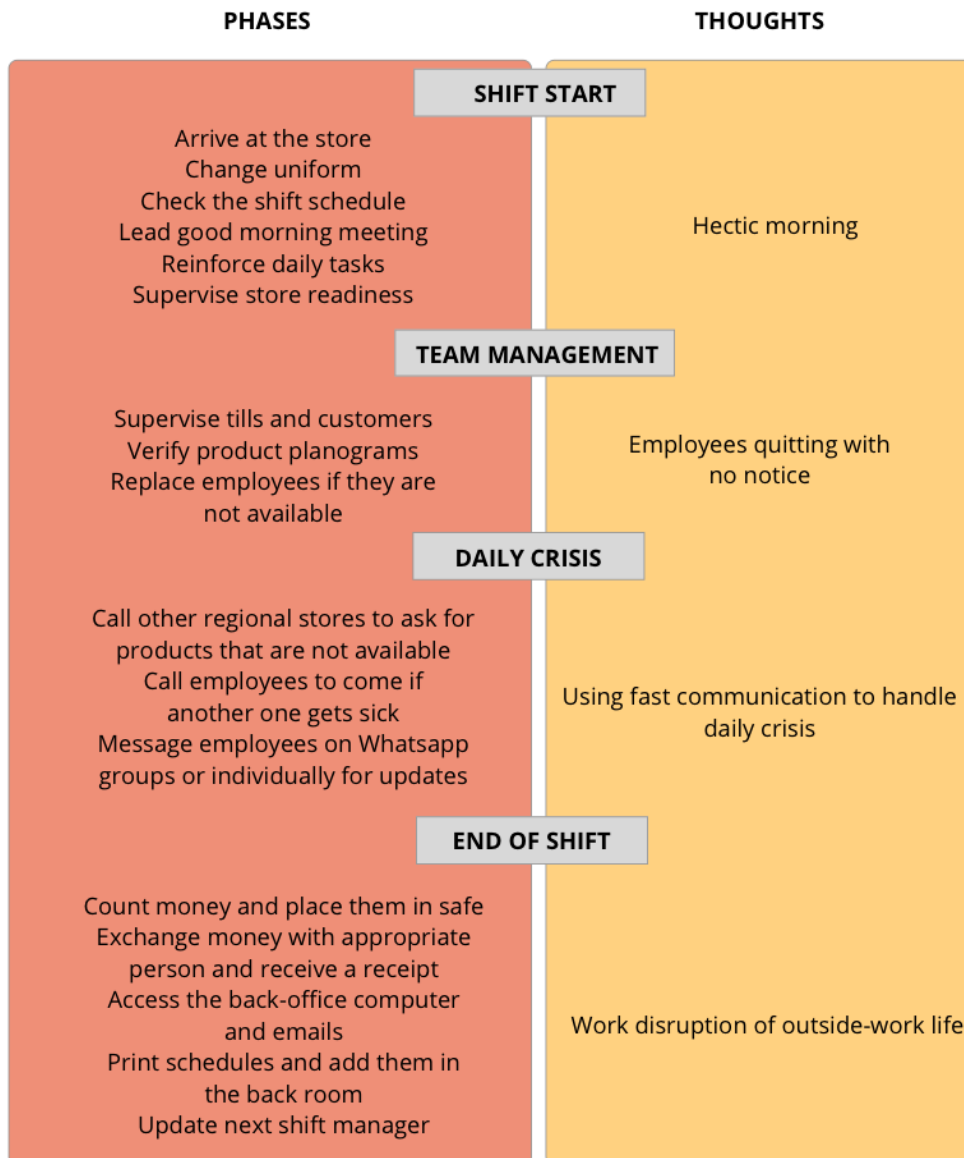 PHASES
THOUGHTS
SHIFT START
Arrive at the store
Change uniform
Check the shift schedule
Lead good morning meeting
Reinforce daily tasks
Supervise store readiness
Hectic morning
TEAM MANAGEMENT
Supervise tills and customers
Verify product planograms
Replace employees if they are
not available
Employees quitting with
no notice
DAILY CRISIS
Call other regional stores to ask for
products that are not available
Call employees to come if
another one gets sick
Message employees on Whatsapp
groups or individually for updates
Using fast communication to handle
daily crisis
END OF SHIFT
Count money and place them in safe
Exchange money with appropriate
person and receive a receipt
Access the back-office computer
and emails
Print schedules and add them in
the back room
Update next shift manager
Work disruption of outside-work life